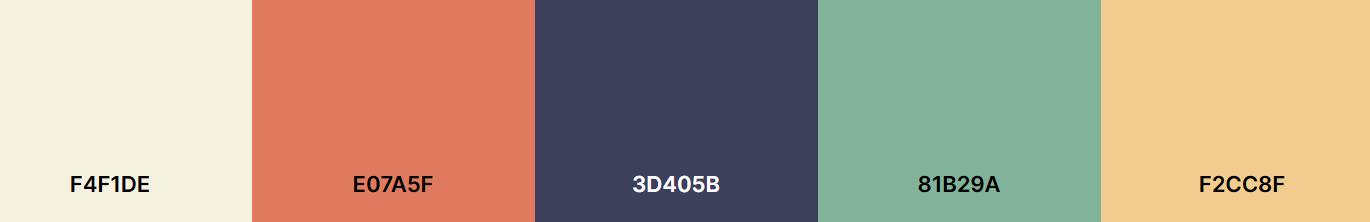 F4F1DE
E07A5F
3D405B
81B29A
F2CC8F